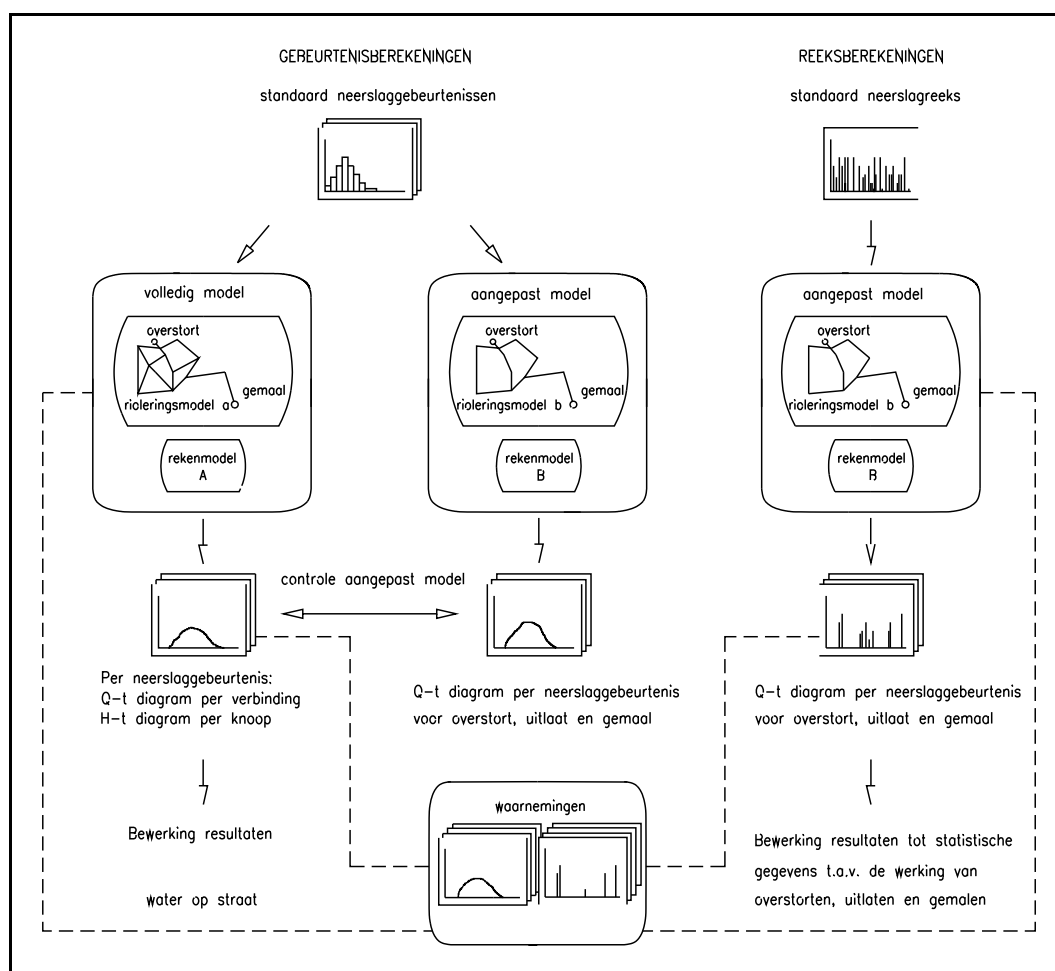 GEBEURTENISBEREKENINGEN
standaard neerslaggebeurtenissen
REEKSBEREKENINGEN
standaard neerslagreeks
volledig model
overstort
gemaal
rioleringsmodel a
rekenmodel
A
aangepast model
overstort
gemaal
rioleringsmodel b
rekenmodel
B
aangepast model
overstort
gemaal
rioleringsmodel b
rekenmodel
B
controle aangepast model
Per neerslaggebeurtenis:
Q-t diagram per verbinding
H-t diagram per knoop
Q-t diagram per neerslaggebeurtenis
voor overstort, uitlaat en gemaal
Q-t diagram per neerslaggebeurtenis
voor overstort, uitlaat en gemaal
Bewerking resultaten
water op straat
waarnemingen
Bewerking resultaten tot statistische
gegevens t.a.v. de werking van
overstorten, uitlaten en gemalen